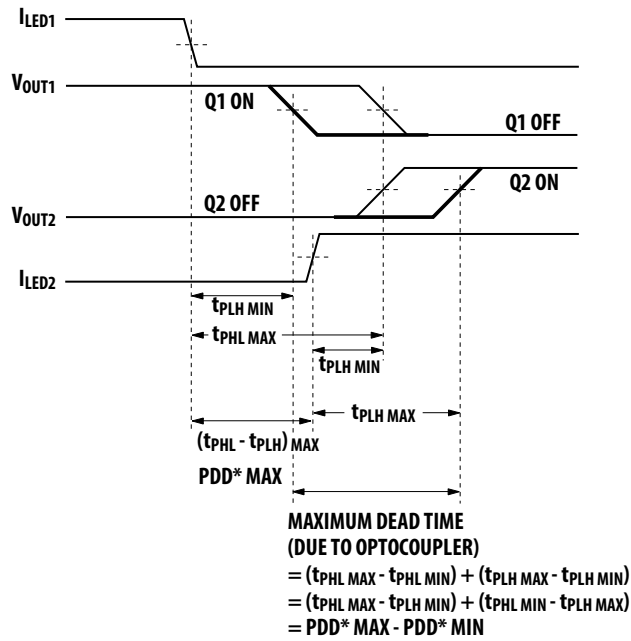 ILED1
VOUT1
Q1 ON
Q1 OFF
Q2 OFF
Q2 ON
VOUT2
ILED2
tPLH MIN
tPHL MAX
tPLH MIN
tPLH MAX
(tPHL - tPLH) MAX
PDD* MAX
MAXIMUM DEAD TIME
(DUE TO OPTOCOUPLER)
= (tPHL MAX - tPHL MIN) + (tPLH MAX - tPLH MIN)
= (tPHL MAX - tPLH MIN) + (tPHL MIN - tPLH MAX)
= PDD* MAX - PDD* MIN